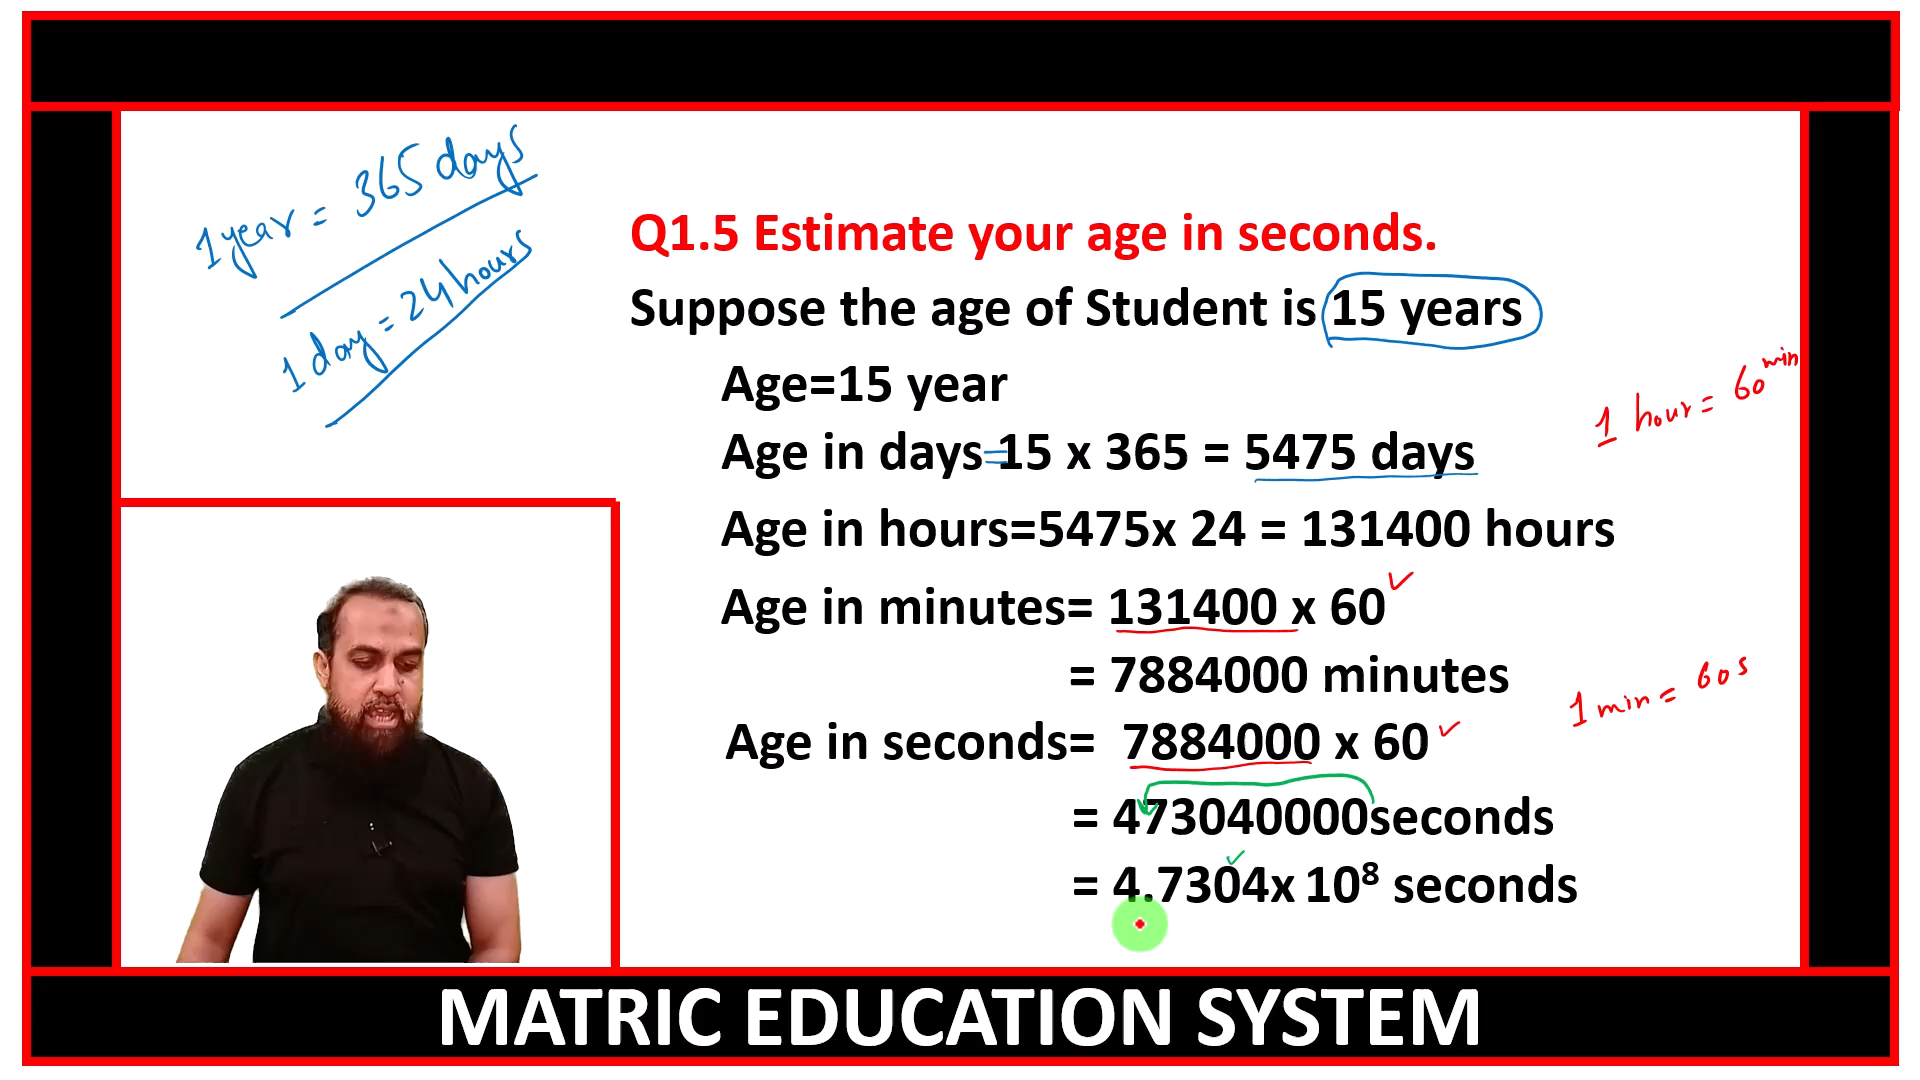 1 year = 365 days
1 day = 24 hours
Q1.5 Estimate your age in seconds.
Suppose the age of Student is 15 years
Age=15 year
1 hour = 60 min
Age in days=15 x 365 = 5475 days
Age in hours=5475x 24 = 131400 hours
Age in minutes= 131400 x 60
= 7884000 minutes
1 min = 60 s
Age in seconds= 7884000 x 60
= 473040000seconds
= 4.7304x 10⁸ seconds
MATRIC EDUCATION SYSTEM